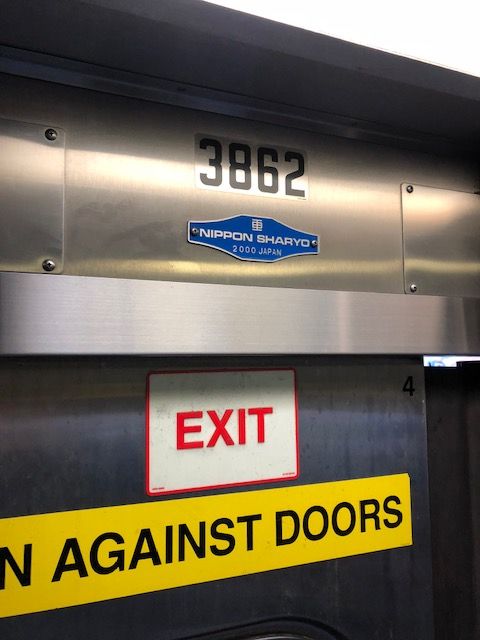 3862
NIPPON SHARYO
2000 JAPAN
4
EXIT
N AGAINST DOORS